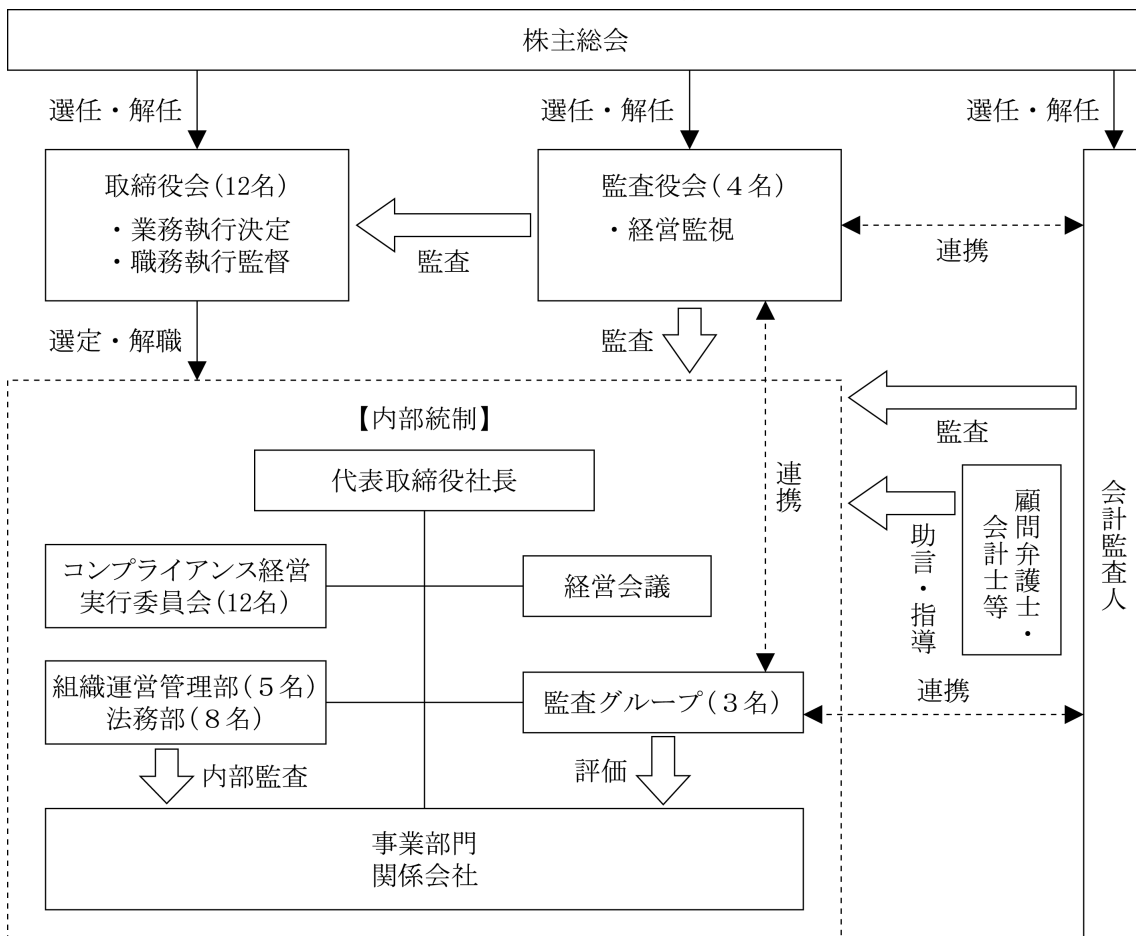 株主総会
選任・解任
選任・解任
選任・解任
取締役会(12名)
・業務執行決定
・職務執行監督
監査
監査役会(４名)
・経営監視
連携
選定・解職
監査
【内部統制】
監査
代表取締役社長
連携
助言・指導
顧問弁護士・
会計士等
会計監査人
コンプライアンス経営
実行委員会(12名)
経営会議
組織運営管理部(５名)
法務部(８名)
監査グループ(３名)
連携
内部監査
評価
事業部門
関係会社